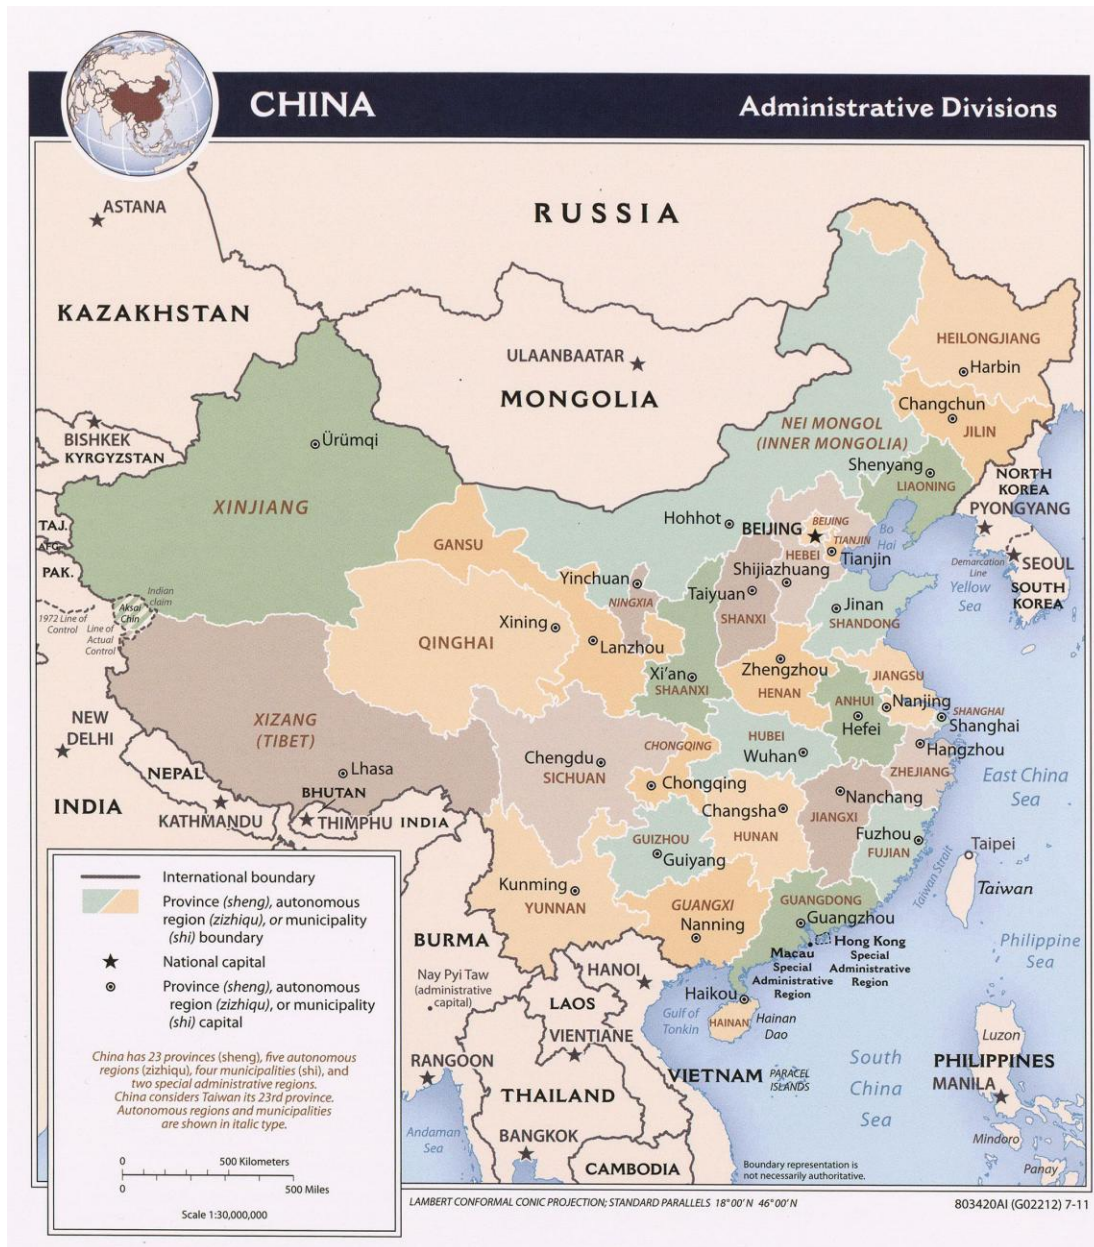 CHINA
Administrative Divisions
ASTANA
RUSSIA
KAZAKHSTAN
ULAANBAATAR
MONGOLIA
HEILONGJIANG
Harbin
Changchun
JILIN
NEI MONGOL
(INNER MONGOLIA)
BISHKEK
KYRGYZSTAN
Ürümqi
Shenyang
LIAONING
NORTH
KOREA
PYONGYANG
XINJIANG
Hohhot
BEIJING
BEIJING
TIANJIN
Tianjin
Bo
Hai
TAJ.
AFG.
PAK.
GANSU
HEBEI
Shijiazhuang
Demarcation
Line
SEOUL
SOUTH
KOREA
Yellow
Sea
Yinchuan
NINGXIA
Taiyuan
SHANXI
Jinan
SHANDONG
Indian
claim
Aksai
Chin
1972 Line of
Control
Line of
Actual
Control
QINGHAI
Xining
Lanzhou
Xi'an
SHAANXI
Zhengzhou
HENAN
JIANGSU
ANHUI
Nanjing
Hefei
SHANGHAI
Shanghai
NEW
DELHI
XIZANG
(TIBET)
Lhasa
Chengdu
SICHUAN
CHONGQING
Chongqing
HUBEI
Wuhan
Hangzhou
ZHEJIANG
East China
Sea
NEPAL
KATHMANDU
BHUTAN
THIMPHU
INDIA
INDIA
Changsha
HUNAN
Nanchang
JIANGXI
Fuzhou
FUJIAN
GUIZHOU
Guiyang
Taipei
Taiwan
Taiwan Strait
Kunming
YUNNAN
GUANGXI
Nanning
GUANGDONG
Guangzhou
Macau
Special
Administrative
Region
Hong Kong
Special
Administrative
Region
Philippine
Sea
BURMA
Nay Pyi Taw
(administrative
capital)
HANOI
LAOS
VIENTIANE
Haikou
HAINAN
Hainan
Dao
Gulf of
Tonkin
RANGOON
VIETNAM
PARACEL
ISLANDS
South
China
Sea
Luzon
PHILIPPINES
MANILA
THAILAND
BANGKOK
CAMBODIA
Andaman
Sea
Mindoro
Panay
International boundary
Province (sheng), autonomous
region (zizhiqu), or municipality
(shi) boundary
National capital
Province (sheng), autonomous
region (zizhiqu), or municipality
(shi) capital
China has 23 provinces (sheng), five autonomous
regions (zizhiqu), four municipalities (shi), and
two special administrative regions.
China considers Taiwan its 23rd province.
Autonomous regions and municipalities
are shown in italic type.
0 500 Kilometers
0 500 Miles
Scale 1:30,000,000
Boundary representation is
not necessarily authoritative.
LAMBERT CONFORMAL CONIC PROJECTION; STANDARD PARALLELS 18°00'N 46°00'N
803420AI (G02212) 7-11